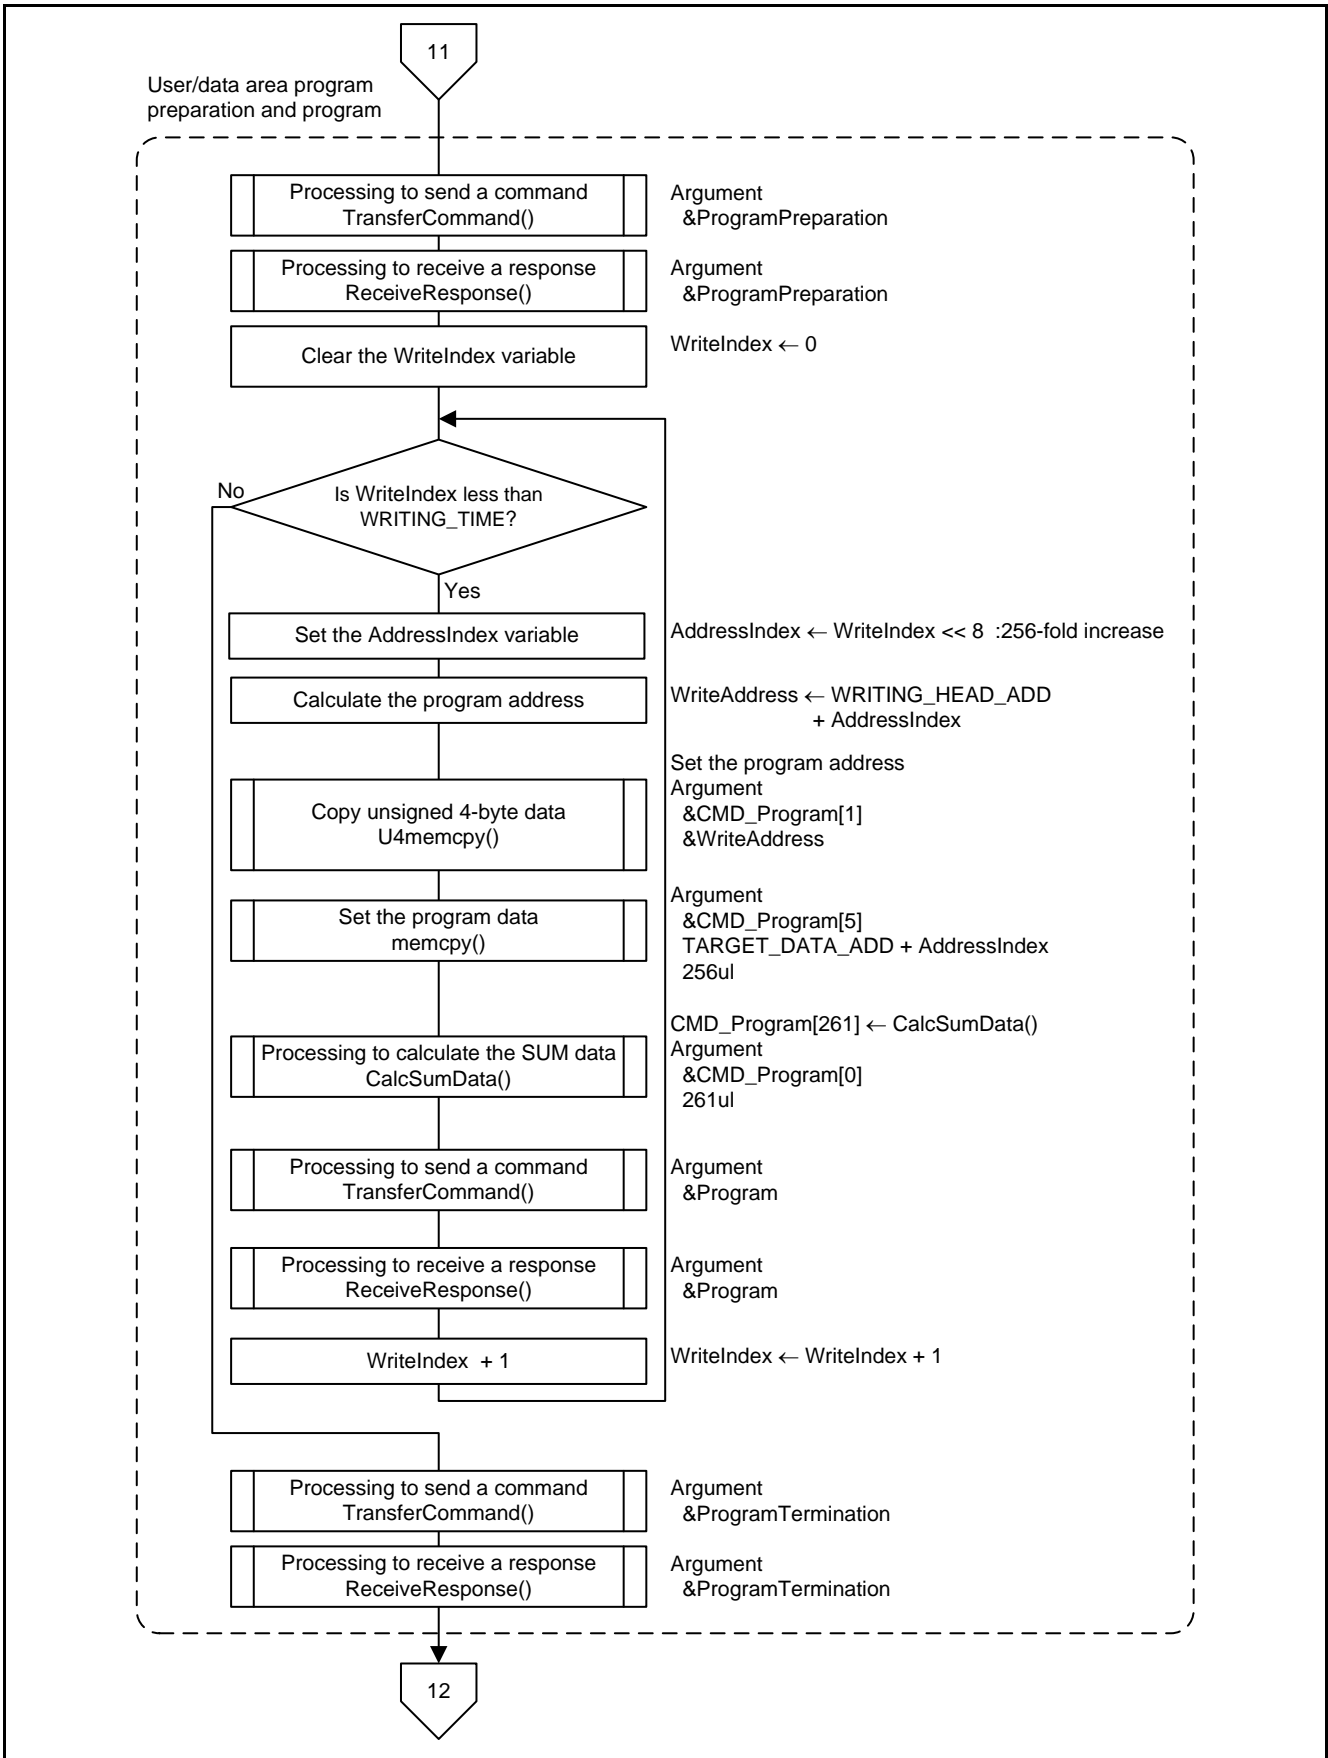 11
User/data area program
preparation and program
Processing to send a command
TransferCommand()
Argument
&ProgramPreparation
Processing to receive a response
ReceiveResponse()
Argument
&ProgramPreparation
Clear the WriteIndex variable
WriteIndex ← 0
No
Is WriteIndex less than
WRITING_TIME?
Yes
Set the AddressIndex variable
AddressIndex ← WriteIndex << 8 :256-fold increase
Calculate the program address
WriteAddress ← WRITING_HEAD_ADD
+ AddressIndex
Copy unsigned 4-byte data
U4memcpy()
Set the program address
Argument
&CMD_Program[1]
&WriteAddress
Set the program data
memcpy()
Argument
&CMD_Program[5]
TARGET_DATA_ADD + AddressIndex
256ul
Processing to calculate the SUM data
CalcSumData()
CMD_Program[261] ← CalcSumData()
Argument
&CMD_Program[0]
261ul
Processing to send a command
TransferCommand()
Argument
&Program
Processing to receive a response
ReceiveResponse()
Argument
&Program
WriteIndex + 1
WriteIndex ← WriteIndex + 1
Processing to send a command
TransferCommand()
Argument
&ProgramTermination
Processing to receive a response
ReceiveResponse()
Argument
&ProgramTermination
12